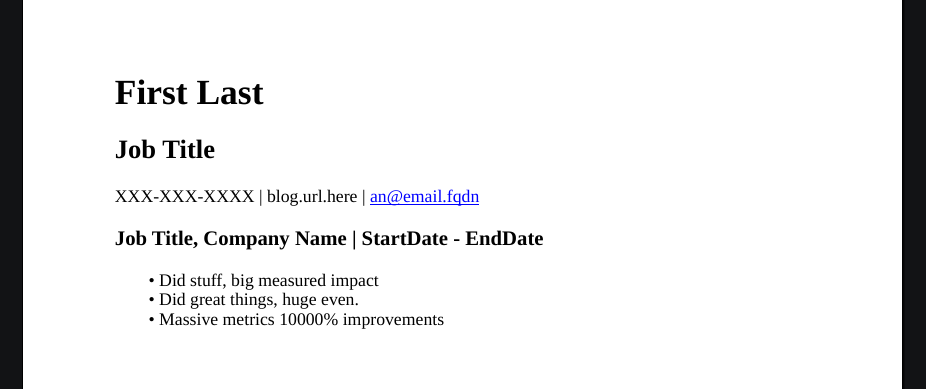 First Last
Job Title
XXX-XXX-XXXX | blog.url.here | an@email.fqdn
Job Title, Company Name | StartDate - EndDate
• Did stuff, big measured impact
• Did great things, huge even.
• Massive metrics 10000% improvements